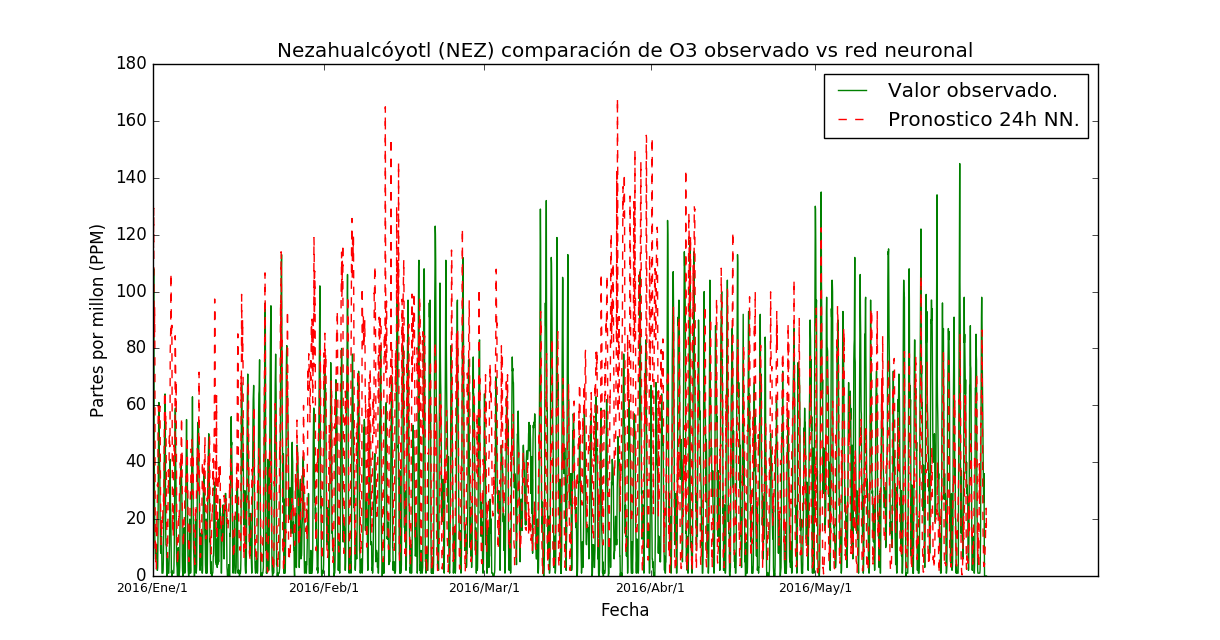 Nezahualcóyotl (NEZ) comparación de O3 observado vs red neuronal
Valor observado.
Pronostico 24h NN.
Partes por millon (PPM)
180
160
140
120
100
80
60
40
20
0
2016/Ene/1
2016/Feb/1
2016/Mar/1
2016/Abr/1
2016/May/1
Fecha